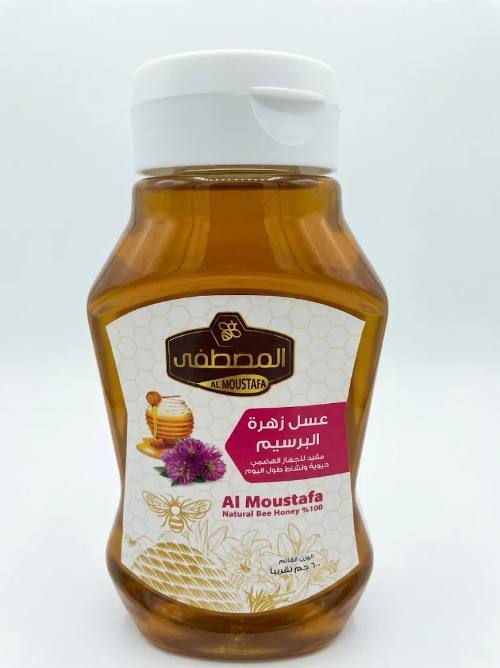 المصطفى
AL MOUSTAFA
عسل زهرة
البرسيم
مفيد للجهاز الهضمي
حيوية ونشاط طول اليوم
Al Moustafa
Natural Bee Honey %100
الوزن القائم
٦٠٠ جم تقريباً